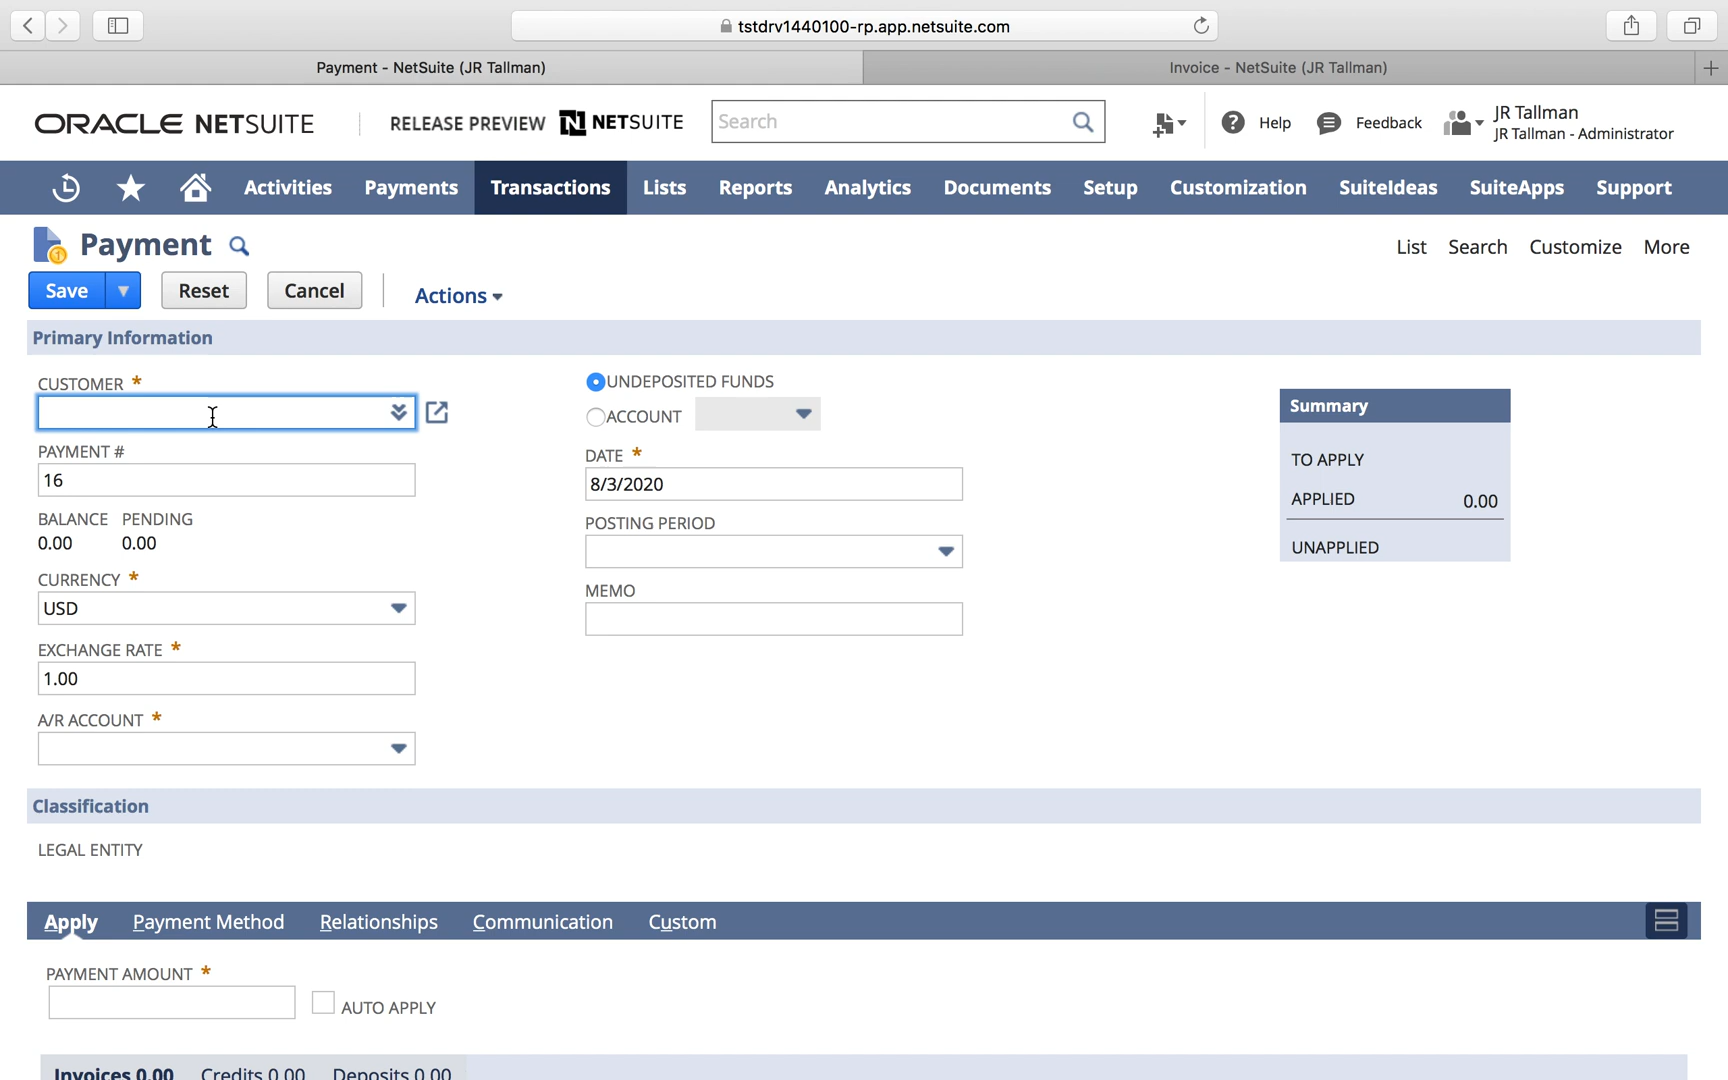 tstdrv1440100-rp.app.netsuite.com
Payment - NetSuite (JR Tallman)
Invoice - NetSuite (JR Tallman)
ORACLE NETSUITE
RELEASE PREVIEW
N NETSUITE
Search
Help
Feedback
JR Tallman
JR Tallman - Administrator
Activities
Payments
Transactions
Lists
Reports
Analytics
Documents
Setup
Customization
SuiteIdeas
SuiteApps
Support
Payment
List
Search
Customize
More
Save
Reset
Cancel
Actions
Primary Information
CUSTOMER *
PAYMENT #
16
BALANCE PENDING
0.00 0.00
CURRENCY *
USD
EXCHANGE RATE *
1.00
A/R ACCOUNT *
UNDEPOSITED FUNDS
ACCOUNT
DATE *
8/3/2020
POSTING PERIOD
MEMO
Summary
TO APPLY
APPLIED 0.00
UNAPPLIED
Classification
LEGAL ENTITY
Apply
Payment Method
Relationships
Communication
Custom
PAYMENT AMOUNT *
AUTO APPLY
Invoices 0.00
Credits 0.00
Deposits 0.00